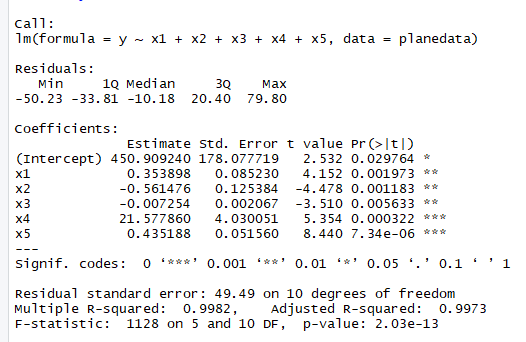 Call:
lm(formula = y ~ x1 + x2 + x3 + x4 + x5, data = planedata)
Residuals:
Min 1Q Median 3Q Max
-50.23 -33.81 -10.18 20.40 79.80
Coefficients:
Estimate Std. Error t value Pr(>|t|)
(Intercept) 450.909240 178.077719 2.532 0.029764 *
x1 0.353898 0.085230 4.152 0.001973 **
x2 -0.561476 0.125384 -4.478 0.001183 **
x3 -0.007254 0.002067 -3.510 0.005633 **
x4 21.577860 4.030051 5.354 0.000322 ***
x5 0.435188 0.051560 8.440 7.34e-06 ***
---
Signif. codes: 0 ‘***’ 0.001 ‘**’ 0.01 ‘*’ 0.05 ‘.’ 0.1 ‘ ’ 1
Residual standard error: 49.49 on 10 degrees of freedom
Multiple R-squared: 0.9982, Adjusted R-squared: 0.9973
F-statistic: 1128 on 5 and 10 DF, p-value: 2.03e-13